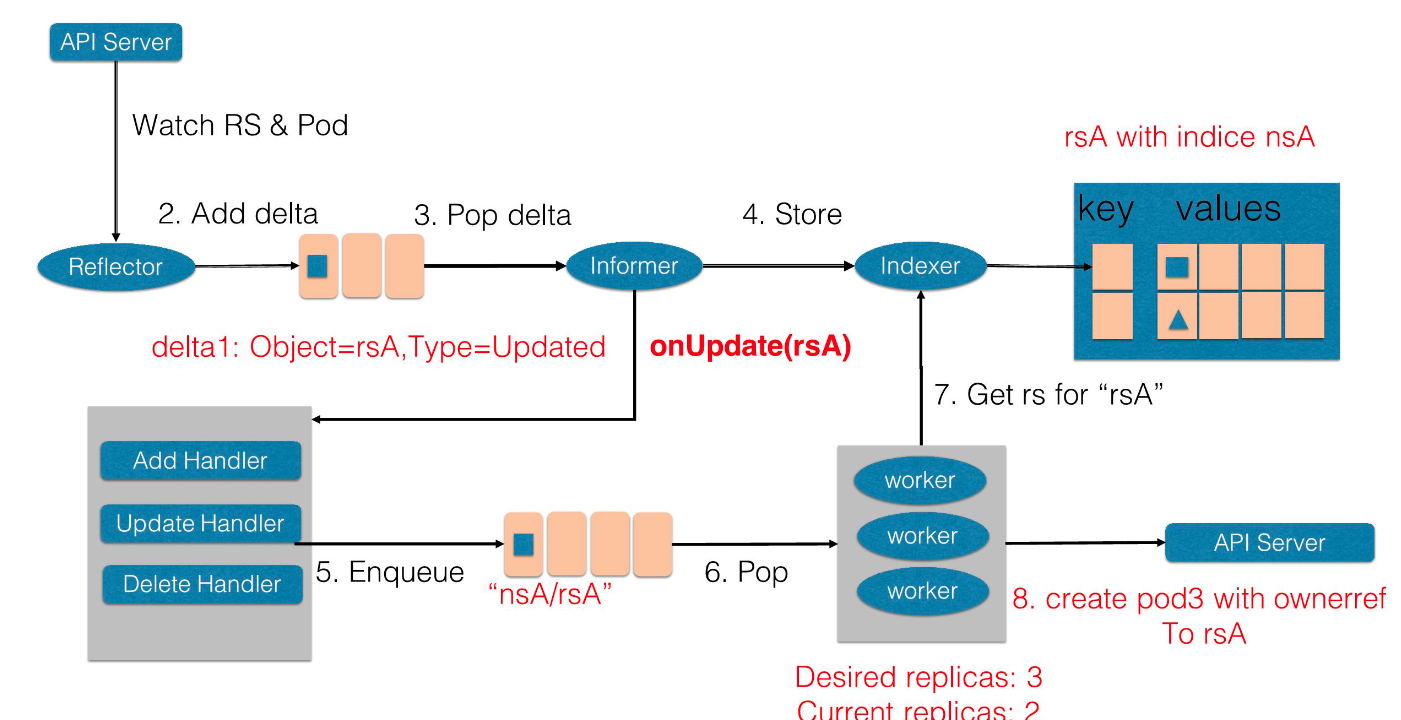 API Server
Watch RS & Pod
rsA with indice nsA
key values
2. Add delta
3. Pop delta
4. Store
Reflector
Informer
Indexer
delta1: Object=rsA,Type=Updated
onUpdate(rsA)
7. Get rs for “rsA”
Add Handler
Update Handler
Delete Handler
5. Enqueue
“nsA/rsA”
6. Pop
worker
worker
worker
API Server
8. create pod3 with ownerref
To rsA
Desired replicas: 3
Current replicas: 2